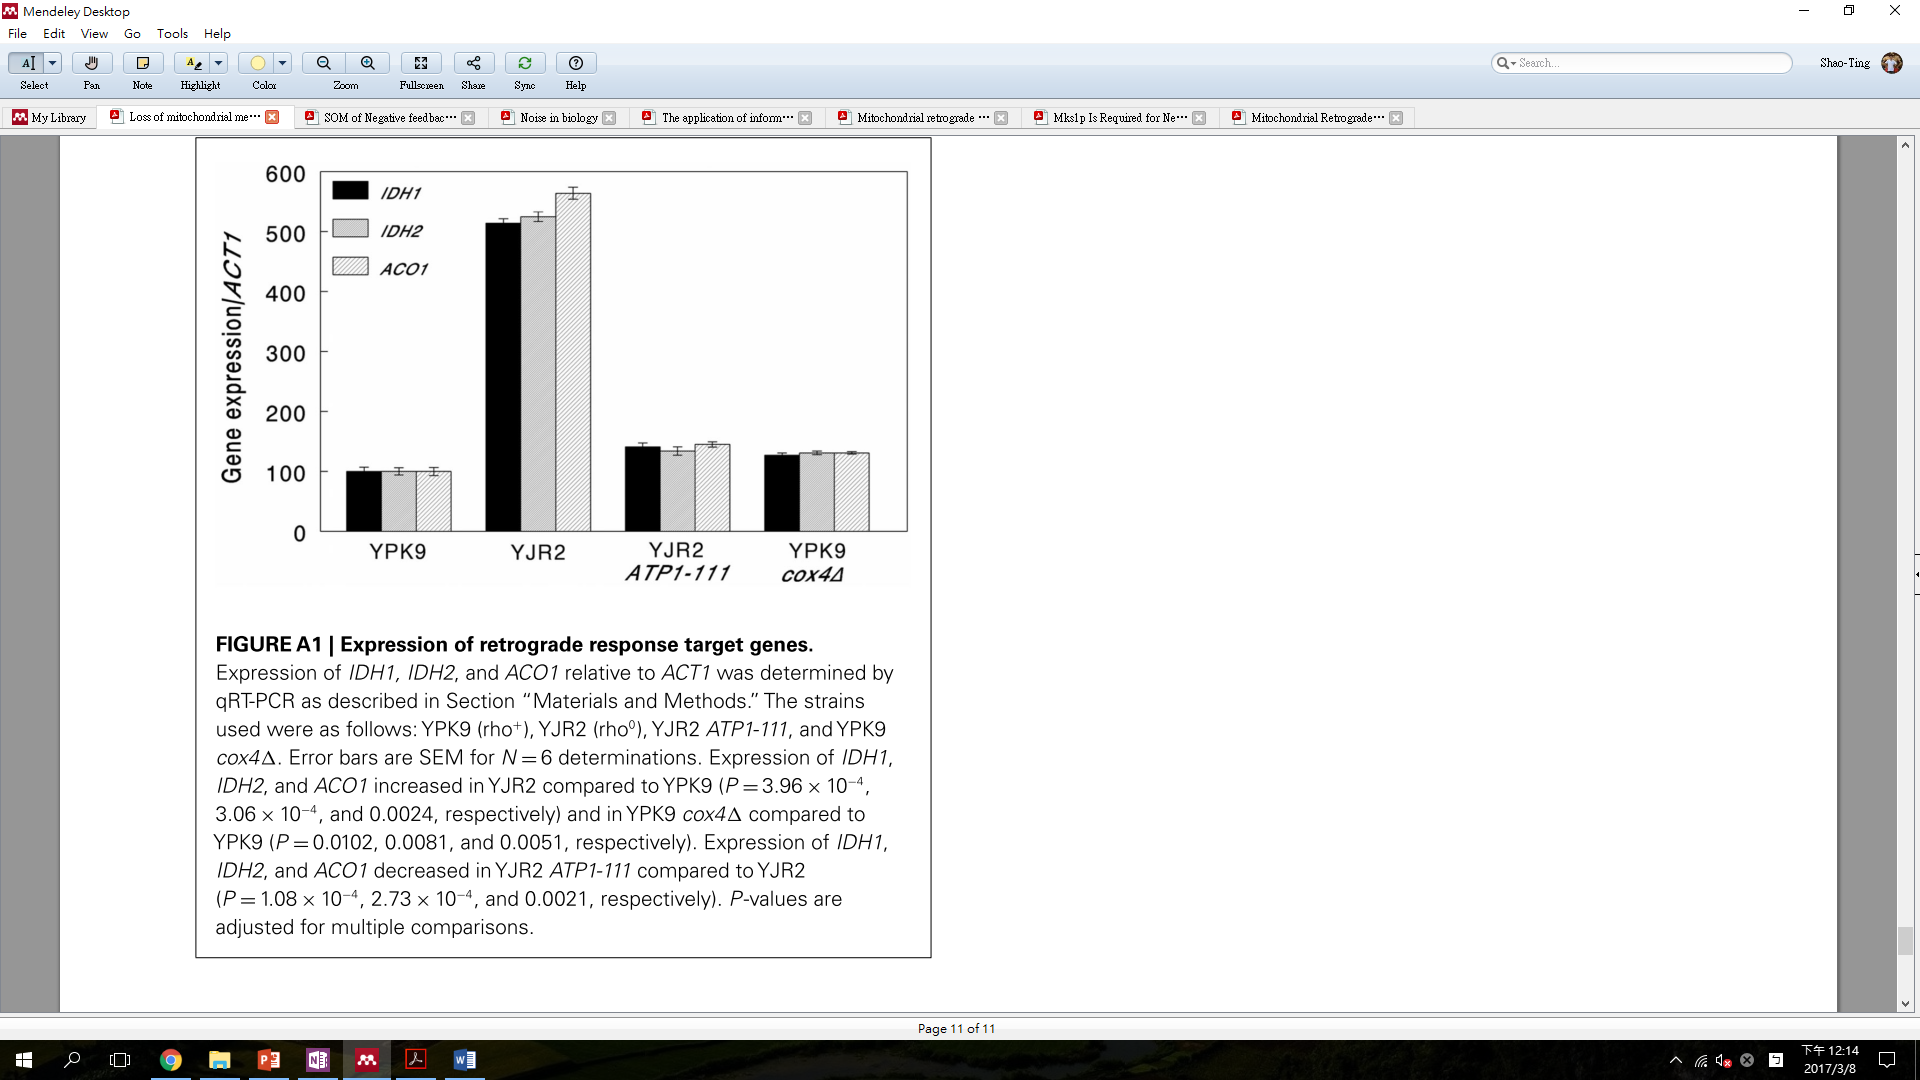 Mendeley Desktop
File Edit View Go Tools Help
Select Pan Note Highlight Color Zoom Fullscreen Share Sync Help
Search...
Shao-Ting
My Library
Loss of mitochondrial me···
SOM of Negative feedbac···
Noise in biology
The application of inform···
Mitochondrial retrograde ···
Mks1p Is Required for Ne···
Mitochondrial Retrograde···
Gene expression/ACT1
600
500
400
300
200
100
0
IDH1
IDH2
ACO1
YPK9
YJR2
YJR2
ATP1-111
YPK9
cox4Δ
FIGURE A1 | Expression of retrograde response target genes.
Expression of IDH1, IDH2, and ACO1 relative to ACT1 was determined by
qRT-PCR as described in Section “Materials and Methods.” The strains
used were as follows: YPK9 (rho⁺), YJR2 (rho⁰), YJR2 ATP1-111, and YPK9
cox4Δ. Error bars are SEM for N = 6 determinations. Expression of IDH1,
IDH2, and ACO1 increased in YJR2 compared to YPK9 (P = 3.96 × 10⁻⁴,
3.06 × 10⁻⁴, and 0.0024, respectively) and in YPK9 cox4Δ compared to
YPK9 (P = 0.0102, 0.0081, and 0.0051, respectively). Expression of IDH1,
IDH2, and ACO1 decreased in YJR2 ATP1-111 compared to YJR2
(P = 1.08 × 10⁻⁴, 2.73 × 10⁻⁴, and 0.0021, respectively). P-values are
adjusted for multiple comparisons.
Page 11 of 11
下午 12:14
2017/3/8